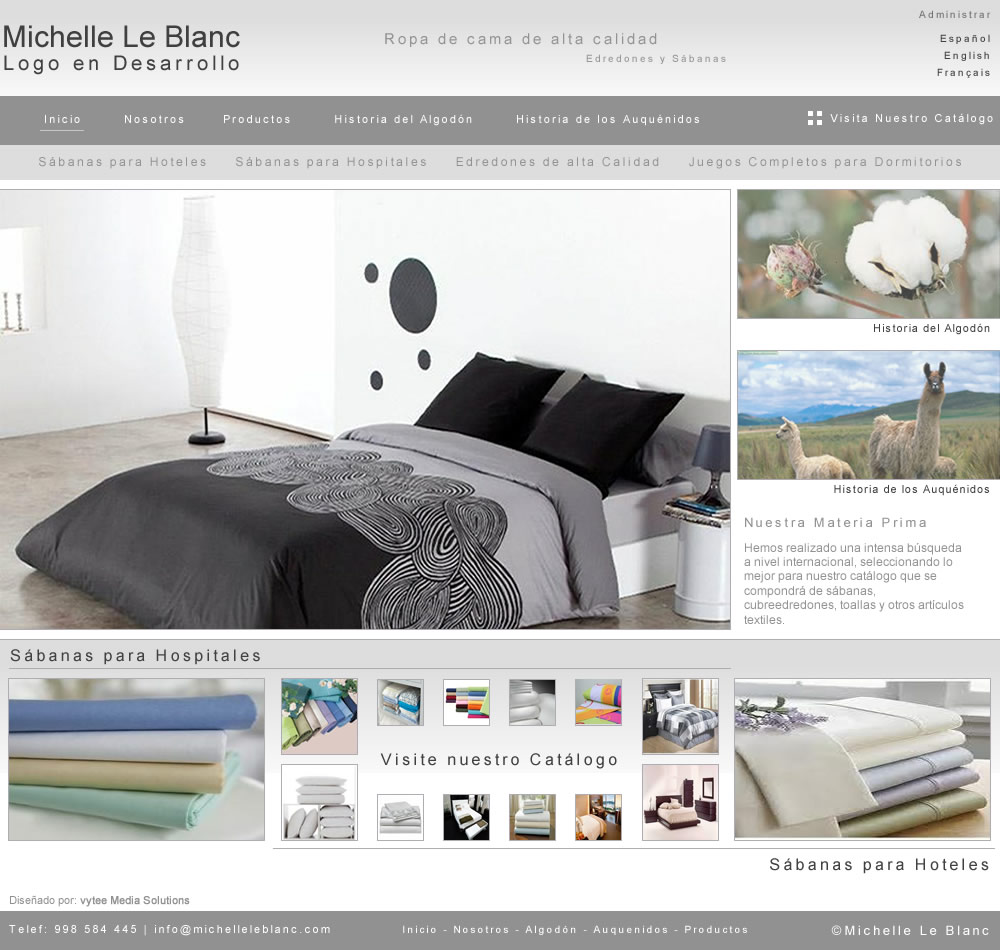 Administrar
Michelle Le Blanc
Ropa de cama de alta calidad
Español
Edredones y Sábanas
English
Logo en Desarrollo
Français
Inicio Nosotros Productos Historia del Algodón Historia de los Auquénidos Visita Nuestro Catálogo
Sábanas para Hoteles Sábanas para Hospitales Edredones de alta Calidad Juegos Completos para Dormitorios
Historia del Algodón
Historia de los Auquénidos
Nuestra Materia Prima
Hemos realizado una intensa búsqueda
a nivel internacional, seleccionando lo
mejor para nuestro catálogo que se
compondrá de sábanas,
cubreedredones, toallas y otros artículos
textiles.
Sábanas para Hospitales
Visite nuestro Catálogo
Sábanas para Hoteles
Diseñado por: vytee Media Solutions
Telef: 998 584 445 | info@michelleleblanc.com Inicio - Nosotros - Algodón - Auquenidos - Productos ©Michelle Le Blanc